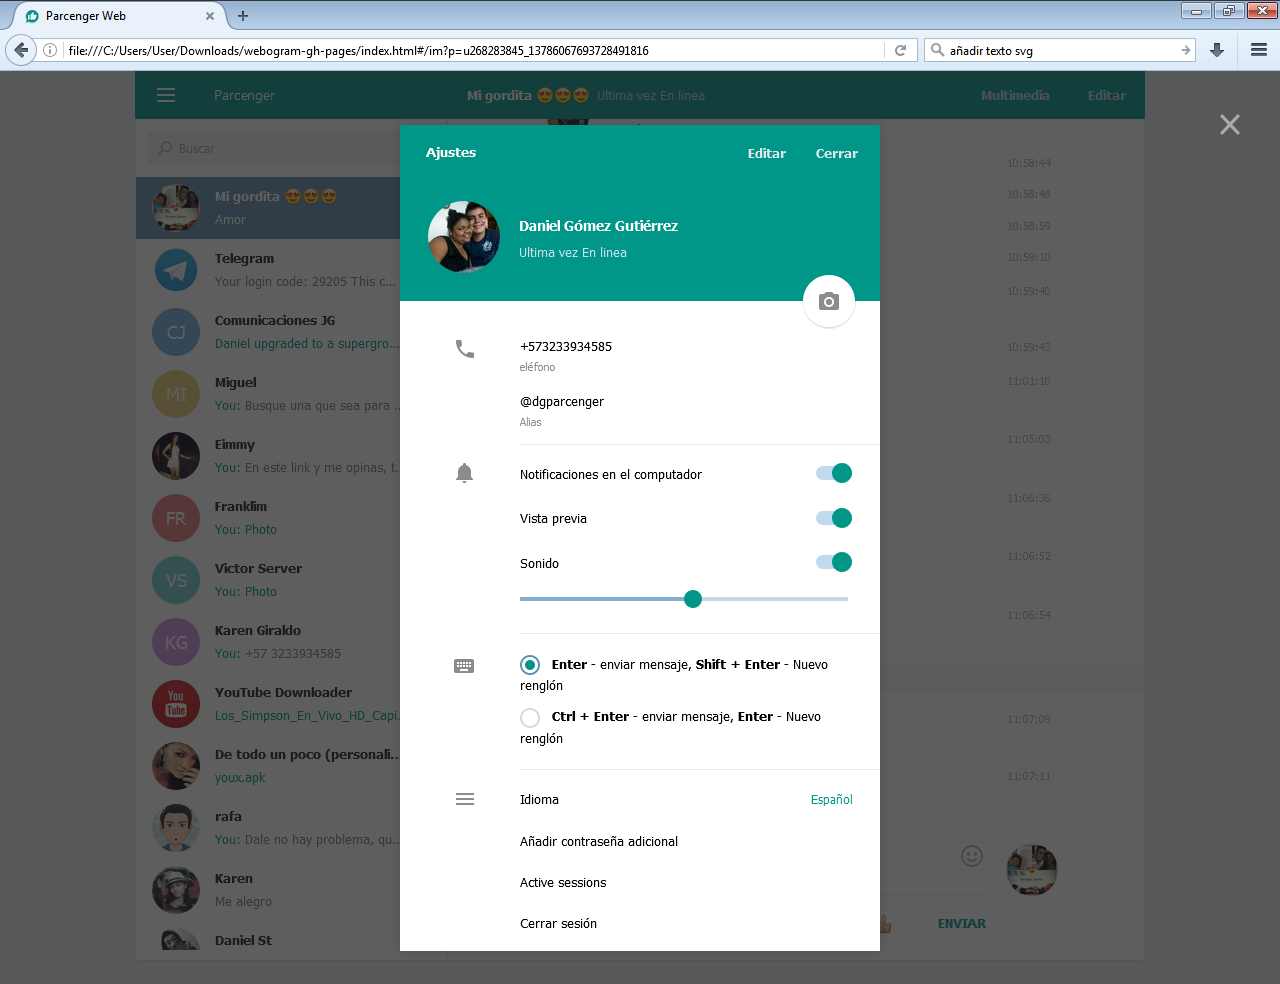 Parcenger Web
file:///C:/Users/User/Downloads/webogram-gh-pages/index.html#/im?p=u268283845_13786067693728491816
añadir texto svg
Parcenger
Mi gordita 😍😍😍 Ultima vez En linea
Multimedia
Editar
Buscar
Mi gordita 😍😍😍
Amor
Telegram
Your login code: 29205 This c...
Comunicaciones JG
CJ
Daniel upgraded to a supergro...
Miguel
MI
You: Busque una que sea para ...
Eimmy
You: En este link y me opinas, t...
Franklim
FR
You: Photo
Victor Server
VS
You: Photo
Karen Giraldo
KG
You: +57 3233934585
YouTube Downloader
You
Tube
Los_Simpson_En_Vivo_HD_Capi...
De todo un poco (personali...
youx.apk
rafa
You: Dale no hay problema, qu...
Karen
Me alegro
Daniel St
Ajustes
Editar
Cerrar
Daniel Gómez Gutiérrez
Ultima vez En linea
+573233934585
eléfono
@dgparcenger
Alias
Notificaciones en el computador
Vista previa
Sonido
Enter - enviar mensaje, Shift + Enter - Nuevo
renglón
Ctrl + Enter - enviar mensaje, Enter - Nuevo
renglón
Idioma
Español
Añadir contraseña adicional
Active sessions
Cerrar sesión
10:58:44
10:58:48
10:58:59
10:59:10
10:59:40
10:59:43
11:01:10
11:05:03
11:06:36
11:06:52
11:06:54
11:07:09
11:07:11
ENVIAR